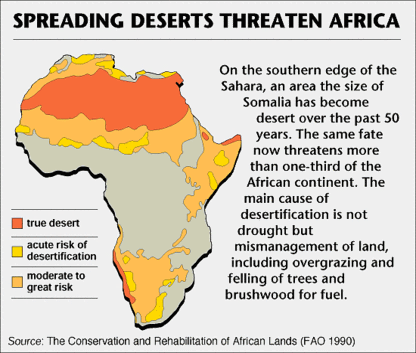 SPREADING DESERTS THREATEN AFRICA
On the southern edge of the
Sahara, an area the size of
Somalia has become
desert over the past 50
years. The same fate
now threatens more
than one-third of the
African continent. The
main cause of
desertification is not
drought but
mismanagement of land,
including overgrazing and
felling of trees and
brushwood for fuel.
true desert
acute risk of
desertification
moderate to
great risk
Source: The Conservation and Rehabilitation of African Lands (FAO 1990)